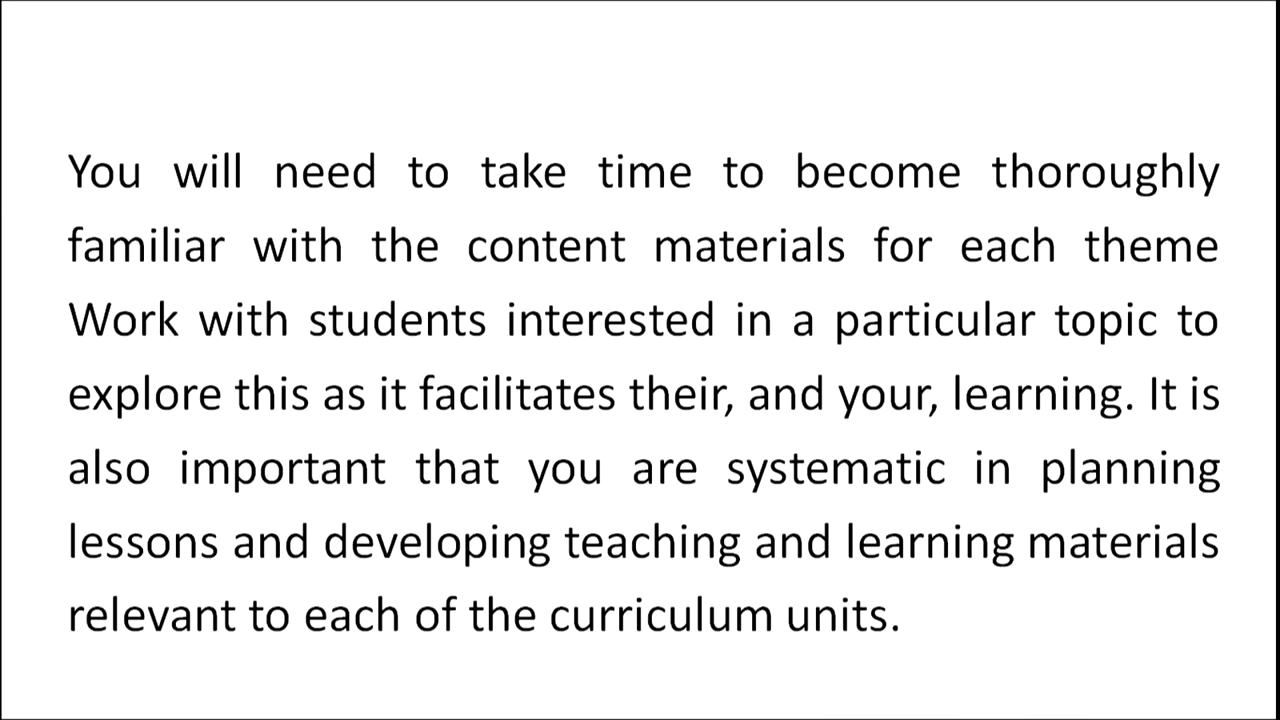 You will need to take time to become thoroughly
familiar with the content materials for each theme
Work with students interested in a particular topic to
explore this as it facilitates their, and your, learning. It is
also important that you are systematic in planning
lessons and developing teaching and learning materials
relevant to each of the curriculum units.